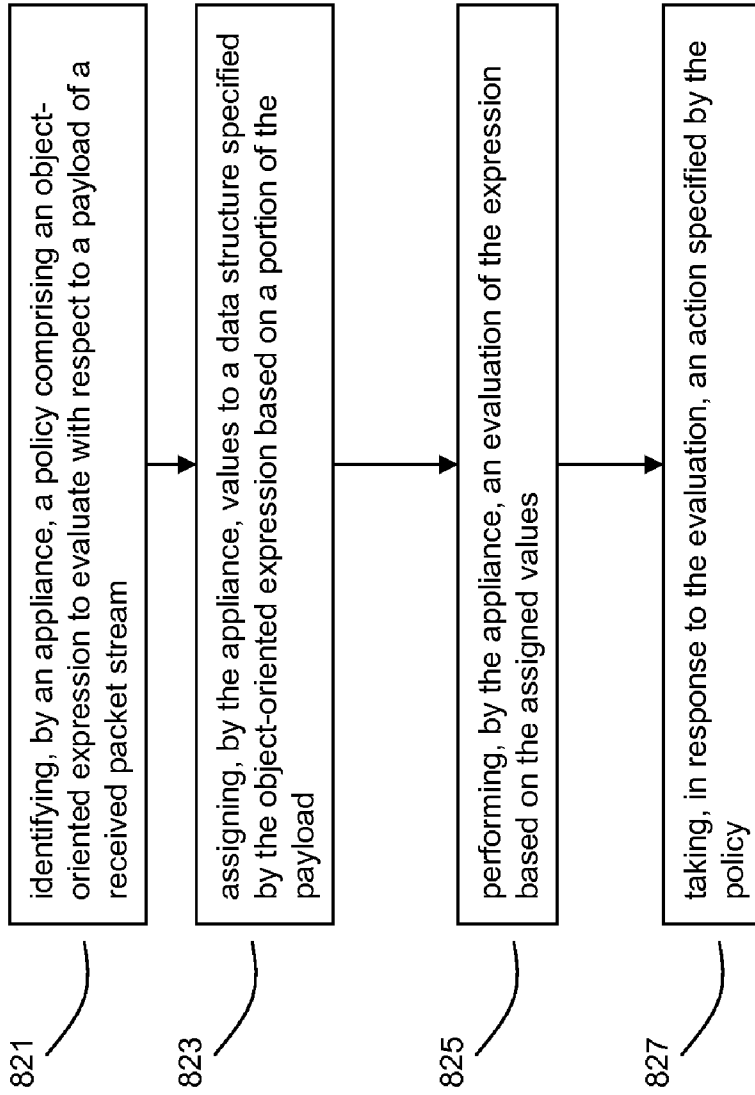 821
identifying, by an appliance, a policy comprising an object-
oriented expression to evaluate with respect to a payload of a
received packet stream
823
assigning, by the appliance, values to a data structure specified
by the object-oriented expression based on a portion of the
payload
825
performing, by the appliance, an evaluation of the expression
based on the assigned values
827
taking, in response to the evaluation, an action specified by the
policy